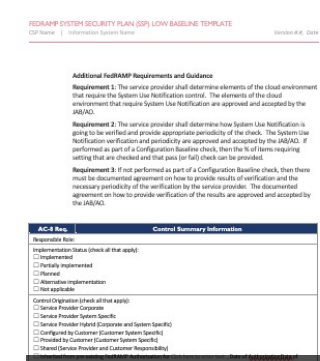 FEDRAMP SYSTEM SECURITY PLAN (SSP) LOW BASELINE TEMPLATE
CSP Name | Information System Name Version #.#, Date
Additional FedRAMP Requirements and Guidance
Requirement 1: The service provider shall determine elements of the cloud environment
that require the System Use Notification control. The elements of the cloud
environment that require System Use Notification are approved and accepted by the
JAB/AO.
Requirement 2: The service provider shall determine how System Use Notification is
going to be verified and provide appropriate periodicity of the check. The System Use
Notification verification and periodicity are approved and accepted by the JAB/AO. If
performed as part of a Configuration Baseline check, then the % of items requiring
setting that are checked and that pass (or fail) check can be provided.
Requirement 3: If not performed as part of a Configuration Baseline check, then there
must be documented agreement on how to provide results of verification and the
necessary periodicity of the verification by the service provider. The documented
agreement on how to provide verification of the results are approved and accepted by
the JAB/AO.
AC-8 Req. Control Summary Information
Responsible Role:
Implementation Status (check all that apply):
☐ Implemented
☐ Partially implemented
☐ Planned
☐ Alternative implementation
☐ Not applicable
Control Origination (check all that apply):
☐ Service Provider Corporate
☐ Service Provider System Specific
☐ Service Provider Hybrid (Corporate and System Specific)
☐ Configured by Customer (Customer System Specific)
☐ Provided by Customer (Customer System Specific)
☐ Shared (Service Provider and Customer Responsibility)